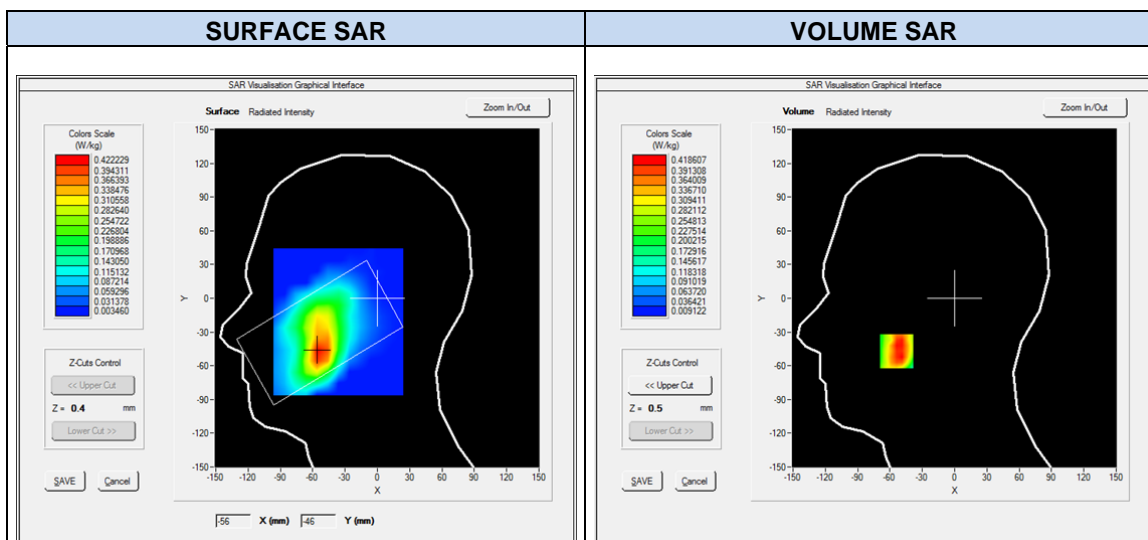 SURFACE SAR
VOLUME SAR
SAR Visualisation Graphical Interface
Surface Radiated Intensity
Zoom In/Out
Colors Scale
(W/kg)
0.422229
0.394311
0.366393
0.338476
0.310558
0.282640
0.254722
0.226804
0.198886
0.170968
0.143050
0.115132
0.087214
0.059296
0.031378
0.003460
150
120
90
60
30
0
-30
-60
-90
-120
-150
Y
-150 -120 -90 -60 -30 0 30 60 90 120 150
X
Z-Cuts Control
<< Upper Cut
Z = 0.4 mm
Lower Cut >>
SAVE Cancel
-56 X (mm) -46 Y (mm)
SAR Visualisation Graphical Interface
Volume Radiated Intensity
Zoom In/Out
Colors Scale
(W/kg)
0.418607
0.391308
0.364009
0.336710
0.309411
0.282112
0.254813
0.227514
0.200215
0.172916
0.145617
0.118318
0.091019
0.063720
0.036421
0.009122
150
120
90
60
30
0
-30
-60
-90
-120
-150
Y
-150 -120 -90 -60 -30 0 30 60 90 120 150
X
Z-Cuts Control
<< Upper Cut
Z = 0.5 mm
Lower Cut >>
SAVE Cancel